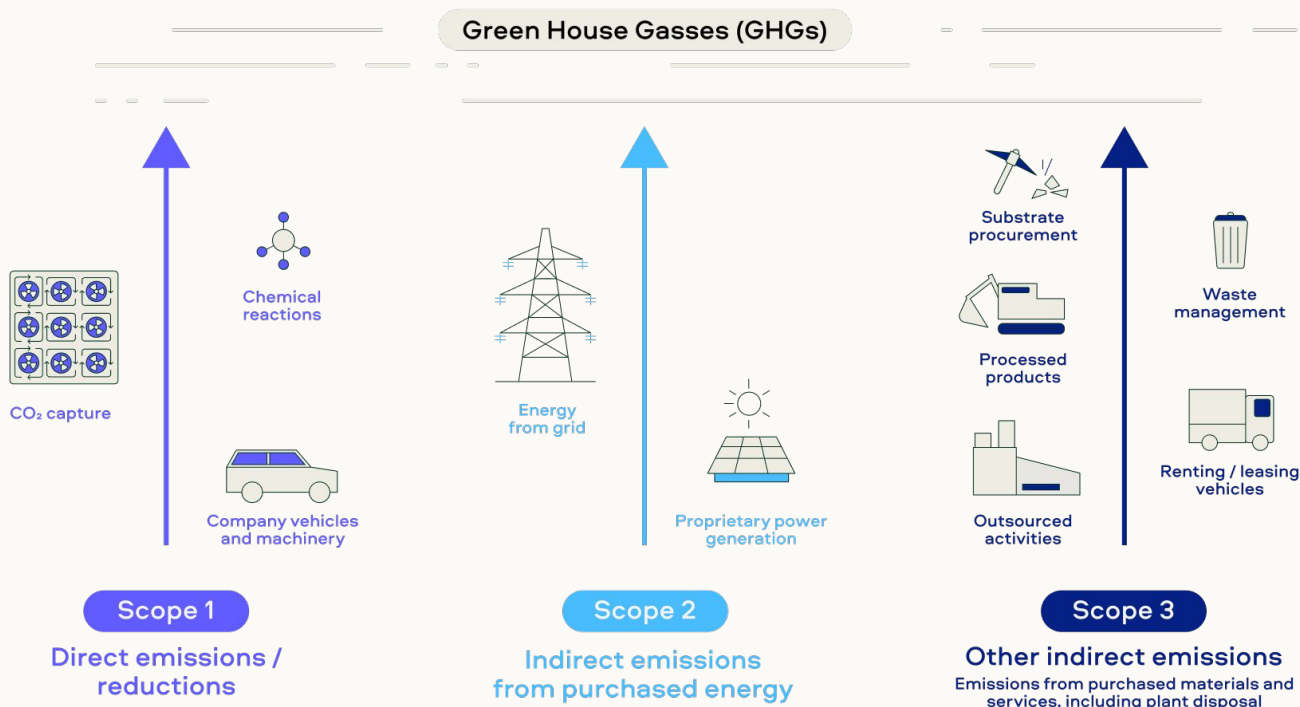 Green House Gasses (GHGs)
CO₂ capture
Chemical
reactions
Company vehicles
and machinery
Scope 1
Direct emissions /
reductions
Energy
from grid
Proprietary power
generation
Scope 2
Indirect emissions
from purchased energy
Substrate
procurement
Processed
products
Outsourced
activities
Waste
management
Renting / leasing
vehicles
Scope 3
Other indirect emissions
Emissions from purchased materials and
services, including plant disposal